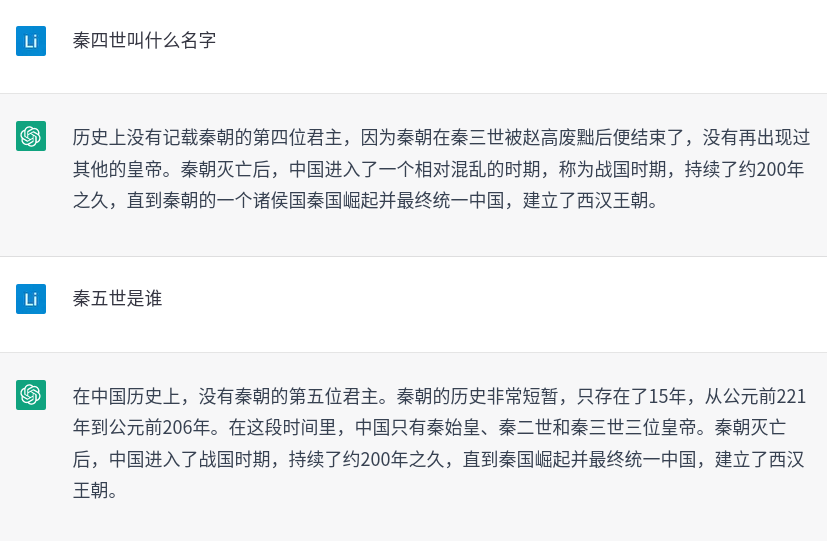 Li
秦四世叫什么名字
历史上没有记载秦朝的第四位君主，因为秦朝在秦三世被赵高废黜后便结束了，没有再出现过
其他的皇帝。秦朝灭亡后，中国进入了一个相对混乱的时期，称为战国时期，持续了约200年
之久，直到秦朝的一个诸侯国秦国崛起并最终统一中国，建立了西汉王朝。
Li
秦五世是谁
在中国历史上，没有秦朝的第五位君主。秦朝的历史非常短暂，只存在了15年，从公元前221
年到公元前206年。在这段时间里，中国只有秦始皇、秦二世和秦三世三位皇帝。秦朝灭亡
后，中国进入了战国时期，持续了约200年之久，直到秦国崛起并最终统一中国，建立了西汉
王朝。